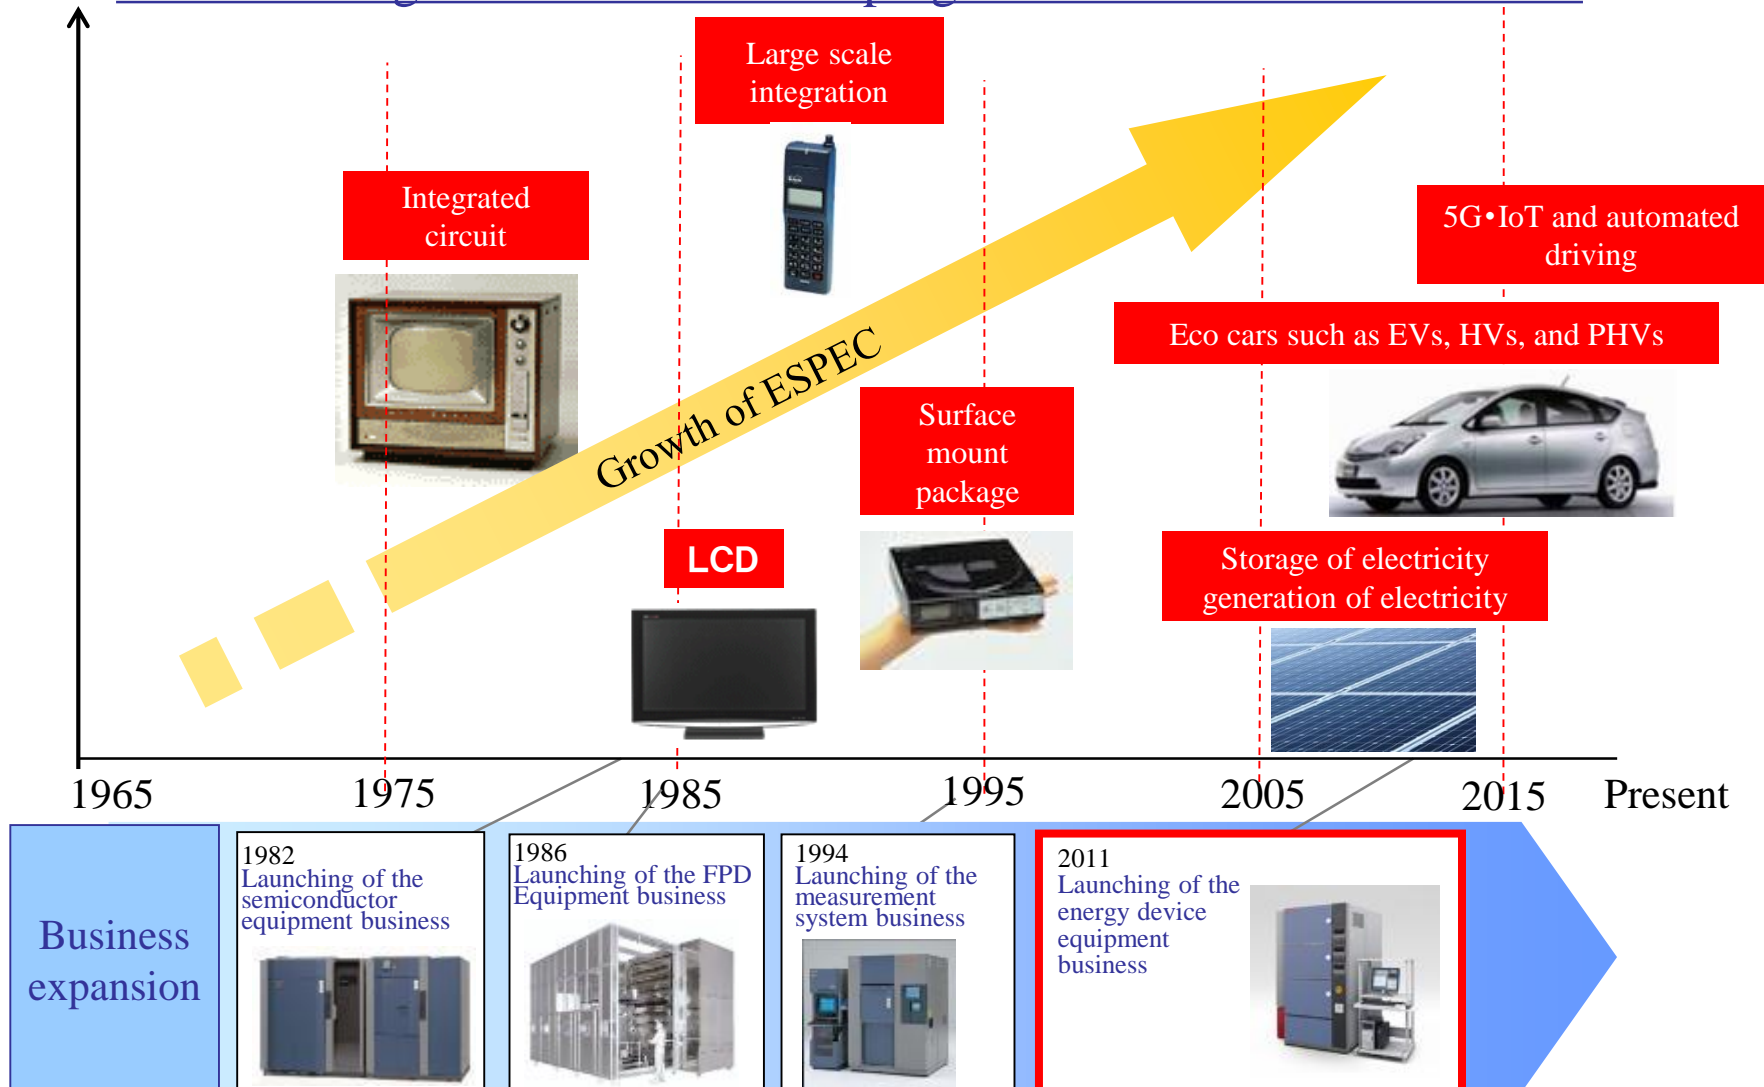 Large scale
integration
Integrated
circuit
5G•IoT and automated
driving
Eco cars such as EVs, HVs, and PHVs
Growth of ESPEC
Surface
mount
package
LCD
Storage of electricity
generation of electricity
1965
1975
1985
1995
2005
2015
Present
Business
expansion
1982
Launching of the
semiconductor
equipment business
1986
Launching of the FPD
Equipment business
1994
Launching of the
measurement
system business
2011
Launching of the
energy device
equipment
business